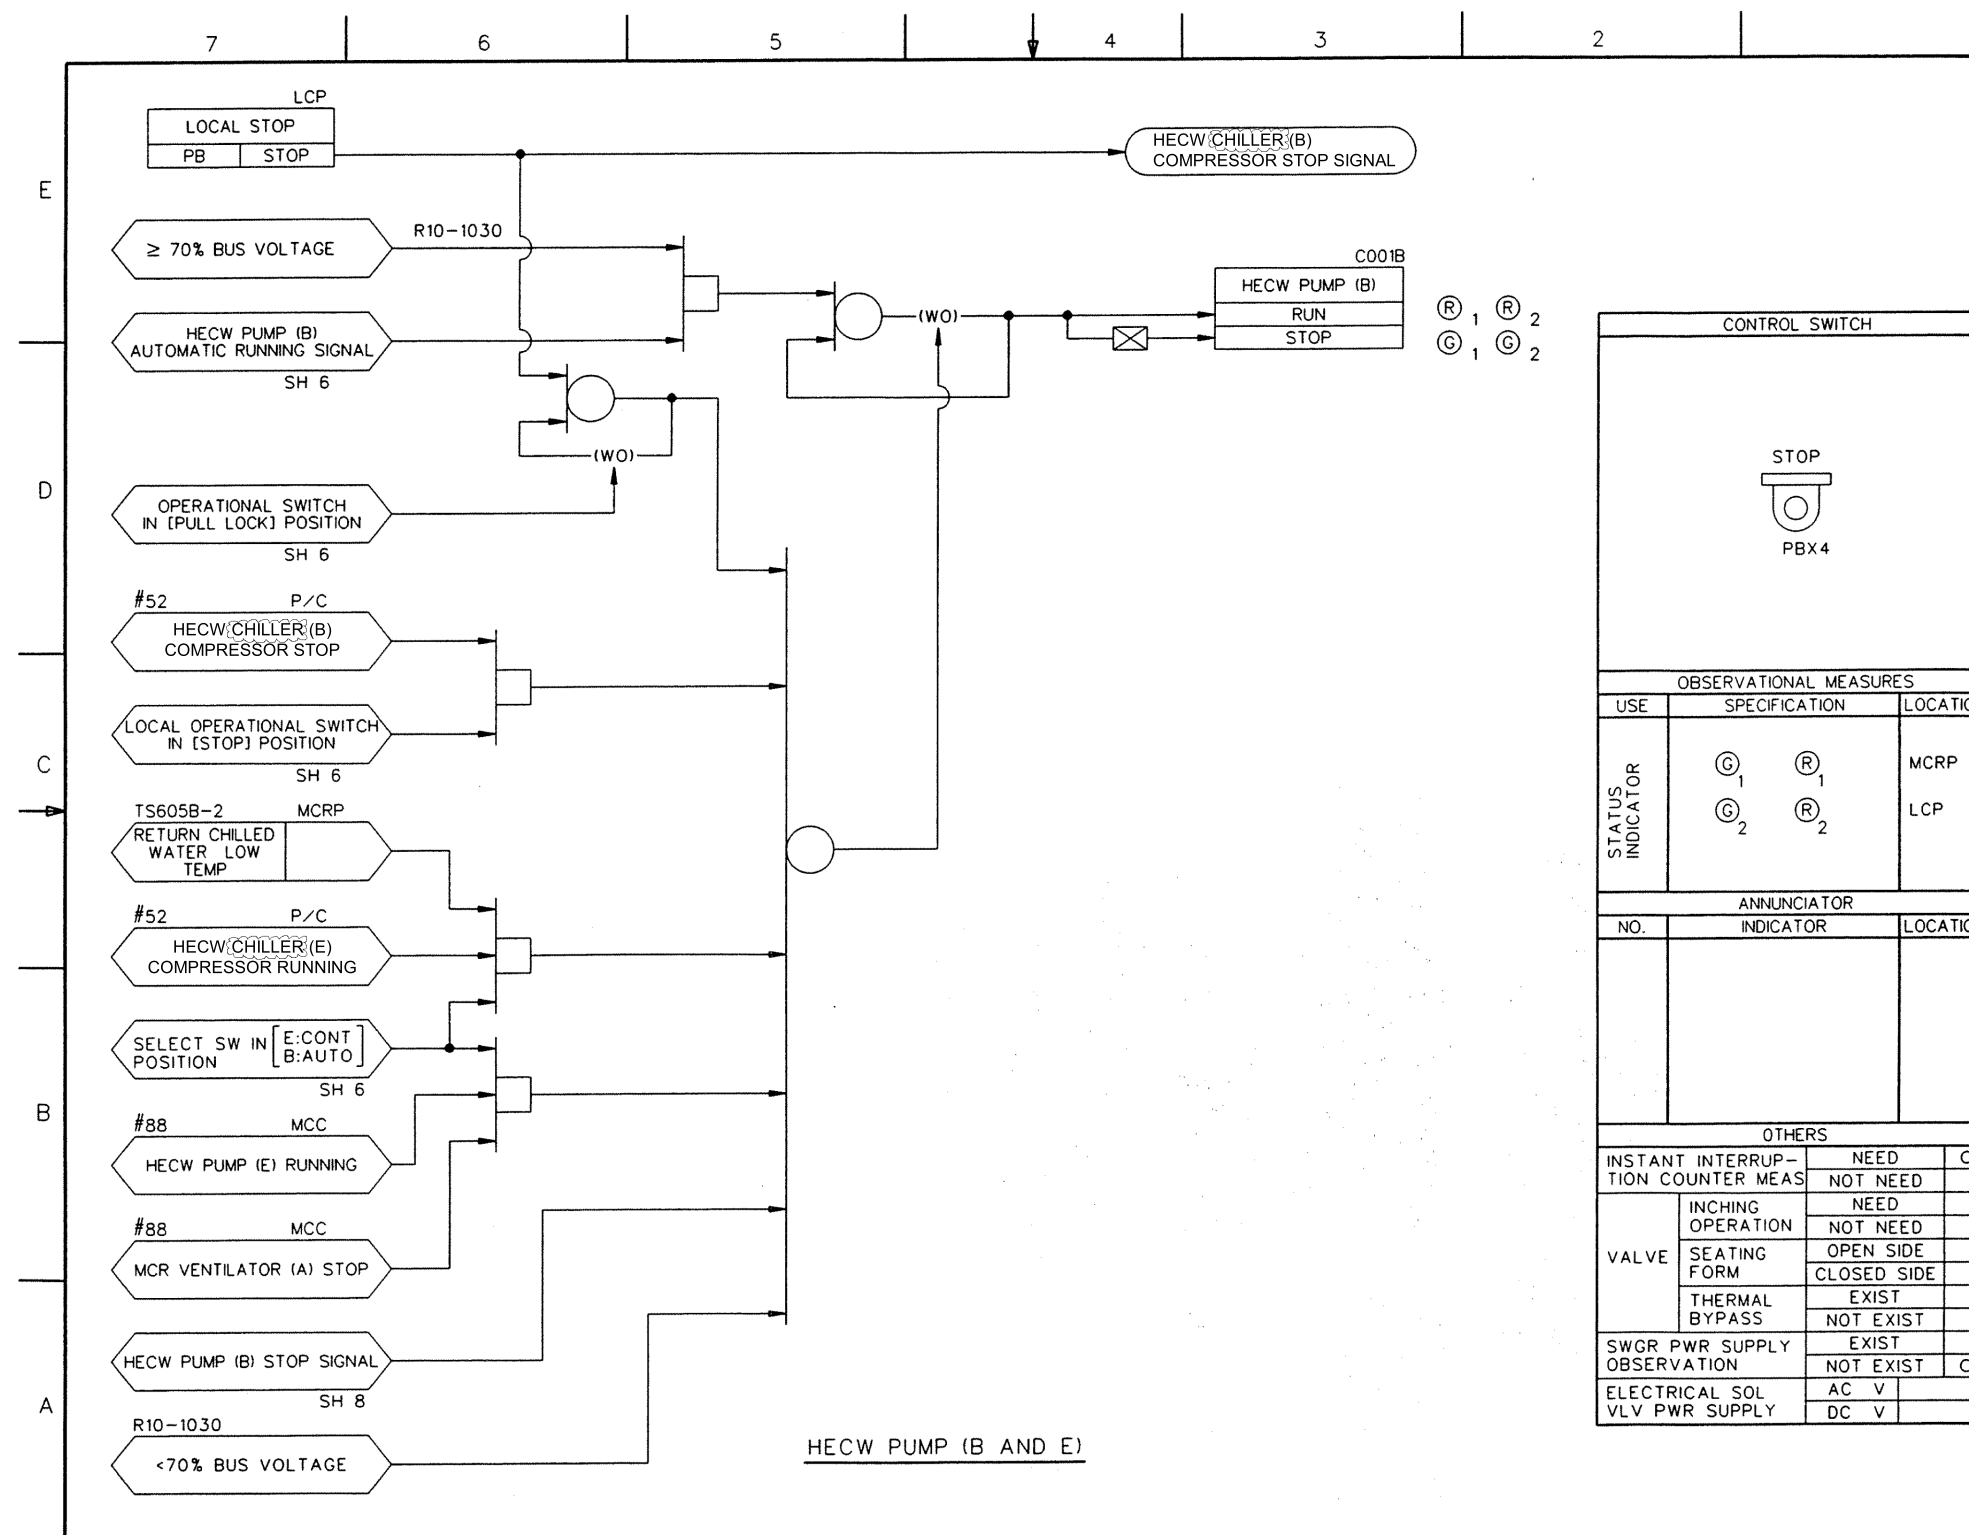 7 6 5 4 3 2
E
D
C
B
A
LCP
LOCAL STOP
PB STOP
HECW CHILLER (B)
COMPRESSOR STOP SIGNAL
≥ 70% BUS VOLTAGE
R10-1030
HECW PUMP (B)
AUTOMATIC RUNNING SIGNAL
SH 6
(WO)
C001B
HECW PUMP (B)
RUN
STOP
R 1 R 2
G 1 G 2
(WO)
OPERATIONAL SWITCH
IN [PULL LOCK] POSITION
SH 6
#52 P/C
HECW CHILLER (B)
COMPRESSOR STOP
LOCAL OPERATIONAL SWITCH
IN [STOP] POSITION
SH 6
TS605B-2 MCRP
RETURN CHILLED
WATER LOW
TEMP
#52 P/C
HECW CHILLER (E)
COMPRESSOR RUNNING
SELECT SW IN
POSITION
E:CONT
B:AUTO
SH 6
#88 MCC
HECW PUMP (E) RUNNING
#88 MCC
MCR VENTILATOR (A) STOP
HECW PUMP (B) STOP SIGNAL
SH 8
R10-1030
<70% BUS VOLTAGE
HECW PUMP (B AND E)
CONTROL SWITCH
STOP
PBX4
OBSERVATIONAL MEASURES
USE SPECIFICATION LOCATIO
STATUS
INDICATOR
G 1 R 1 MCRP
G 2 R 2 LCP
ANNUNCIATOR
NO. INDICATOR LOCATIO
OTHERS
INSTANT INTERRUP-
TION COUNTER MEAS
NEED
NOT NEED
VALVE
INCHING
OPERATION
NEED
NOT NEED
SEATING
FORM
OPEN SIDE
CLOSED SIDE
THERMAL
BYPASS
EXIST
NOT EXIST
SWGR PWR SUPPLY
OBSERVATION
EXIST
NOT EXIST
ELECTRICAL SOL
VLV PWR SUPPLY
AC V
DC V